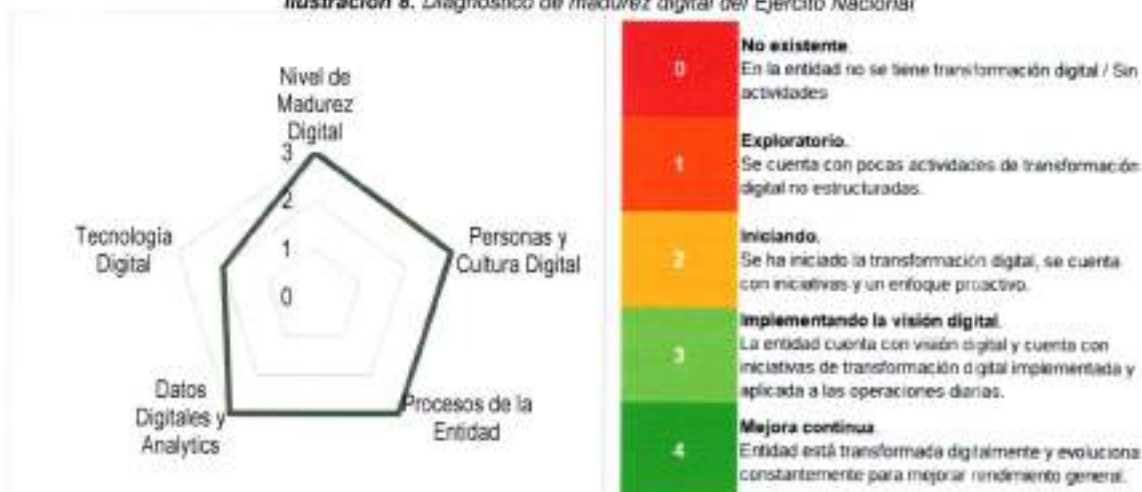 Ilustración 8. Diagnóstico de madurez digital del Ejército Nacional
Nivel de
Madurez
Digital
3
2
1
0
Personas y
Cultura Digital
Procesos de la
Entidad
Datos
Digitales y
Analytics
Tecnología
Digital
0
No existente.
En la entidad no se tiene transformación digital / Sin
actividades
1
Exploratorio.
Se cuenta con pocas actividades de transformación
digital no estructuradas.
2
Iniciando.
Se ha iniciado la transformación digital, se cuenta
con iniciativas y un enfoque proactivo.
3
Implementando la visión digital.
La entidad cuenta con visión digital y cuenta con
iniciativas de transformación digital implementada y
aplicada a las operaciones diarias.
4
Mejora continua
Entidad está transformada digitalmente y evoluciona
constantemente para mejorar rendimiento general.